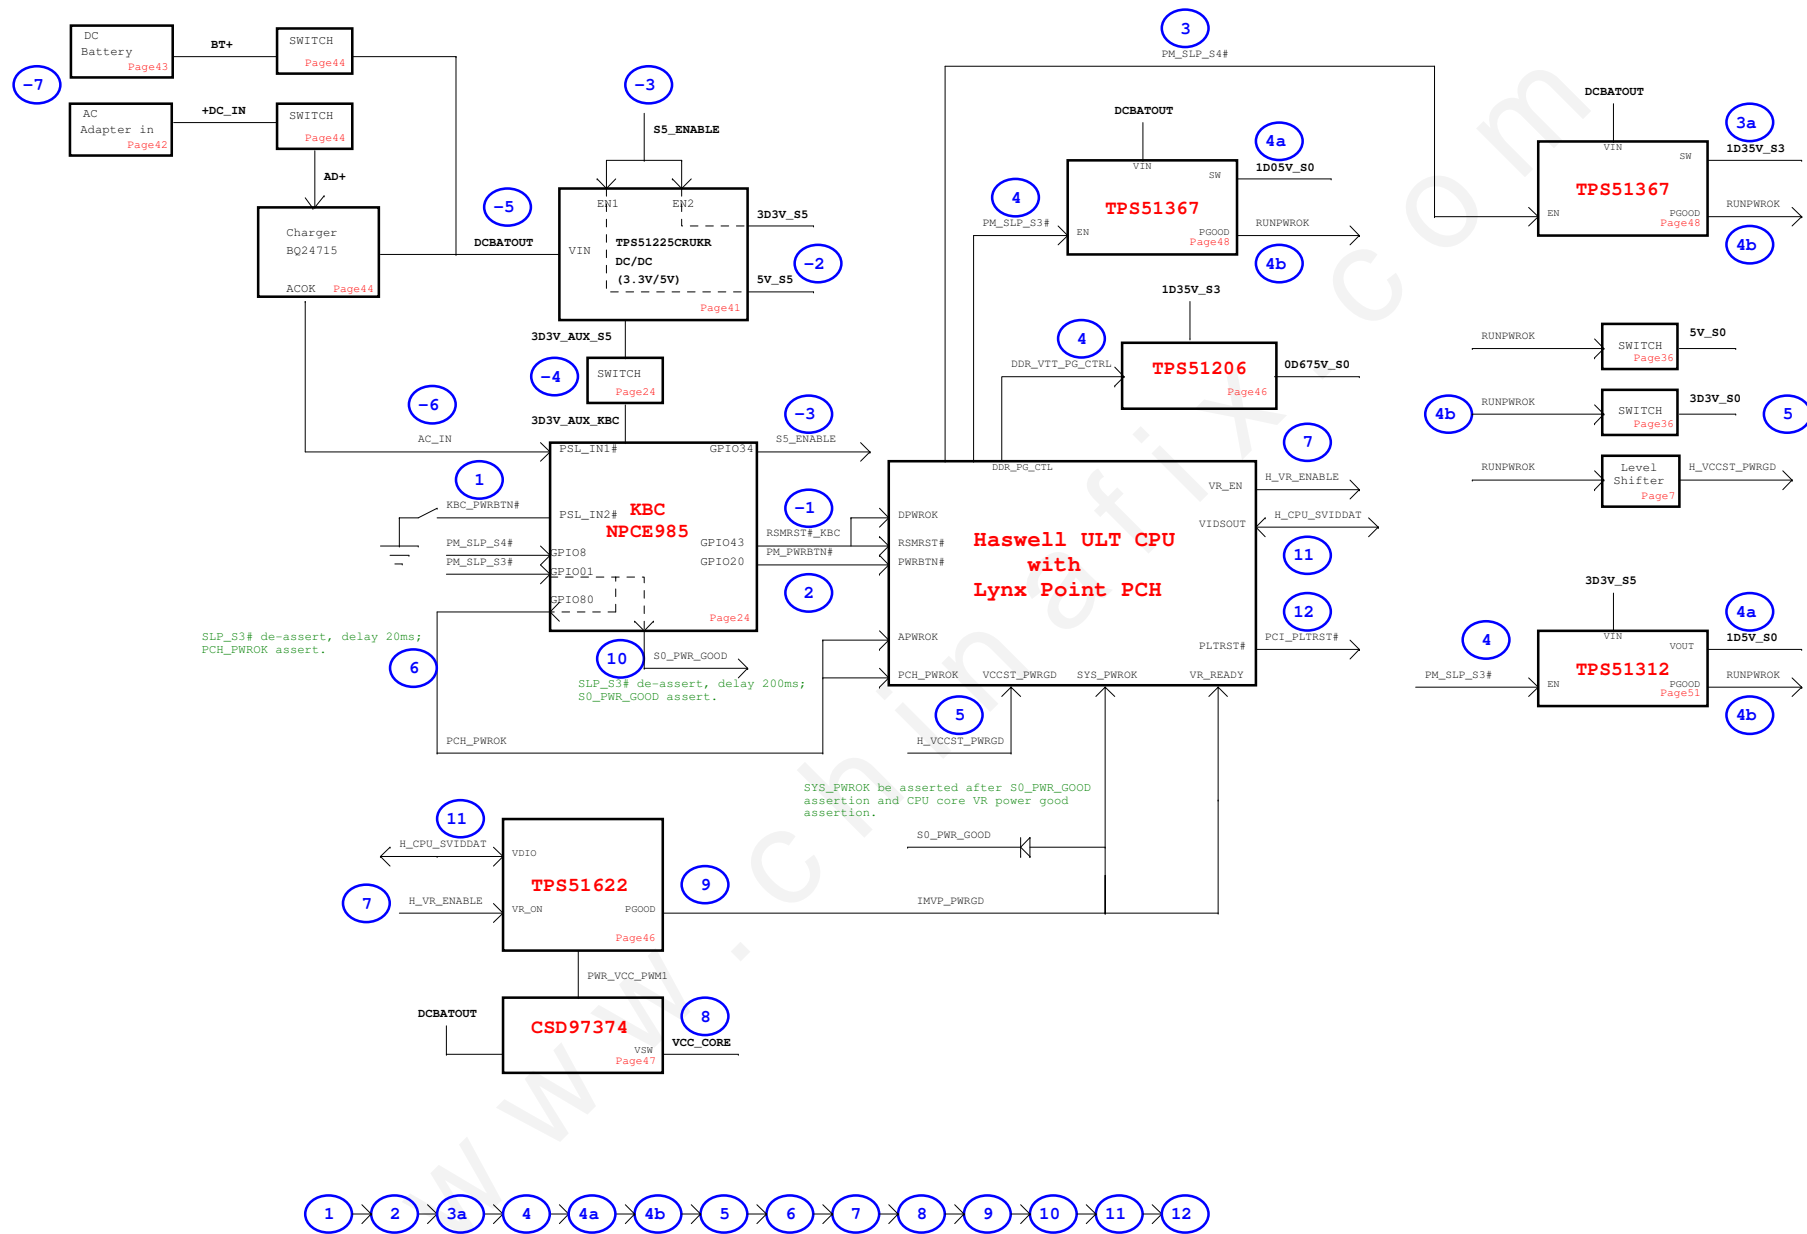 DC
Battery
Page43
BT+
SWITCH
Page44
-7
AC
Adapter in
Page42
+DC_IN
SWITCH
Page44
AD+
Charger
BQ24715
ACOK
Page44
-5
DCBATOUT
-3
S5_ENABLE
EN1
EN2
VIN
TPS51225CRUKR
DC/DC
(3.3V/5V)
Page41
3D3V_S5
-2
5V_S5
3D3V_AUX_S5
-4
SWITCH
Page24
3D3V_AUX_KBC
-6
AC_IN
1
KBC_PWRBTN#
PM_SLP_S4#
PM_SLP_S3#
PSL_IN1#
GPIO34
PSL_IN2#
KBC
NPCE985
GPIO43
GPIO8
GPIO20
GPIO01
GPIO80
Page24
-3
S5_ENABLE
-1
RSMRST#_KBC
PM_PWRBTN#
2
SLP_S3# de-assert, delay 20ms;
PCH_PWROK assert.
6
10
S0_PWR_GOOD
SLP_S3# de-assert, delay 200ms;
S0_PWR_GOOD assert.
PCH_PWROK
3
PM_SLP_S4#
DCBATOUT
4
PM_SLP_S3#
VIN
SW
TPS51367
EN
PGOOD
Page48
4a
1D05V_S0
RUNPWROK
4b
1D35V_S3
4
DDR_VTT_PG_CTRL
TPS51206
Page46
0D675V_S0
DCBATOUT
VIN
SW
TPS51367
EN
PGOOD
Page48
3a
1D35V_S3
RUNPWROK
4b
RUNPWROK
SWITCH
Page36
5V_S0
4b
RUNPWROK
SWITCH
Page36
3D3V_S0
5
RUNPWROK
Level
Shifter
Page7
H_VCCST_PWRGD
DDR_PG_CTL
VR_EN
DPWROK
VIDSOUT
RSMRST#
PWRBTN#
Haswell ULT CPU
with
Lynx Point PCH
APWROK
PLTRST#
PCH_PWROK
VCCST_PWRGD
SYS_PWROK
VR_READY
7
H_VR_ENABLE
H_CPU_SVIDDAT
11
12
PCI_PLTRST#
3D3V_S5
4
PM_SLP_S3#
VIN
VOUT
TPS51312
EN
PGOOD
Page51
4a
1D5V_S0
RUNPWROK
4b
5
H_VCCST_PWRGD
SYS_PWROK be asserted after S0_PWR_GOOD
assertion and CPU core VR power good
assertion.
S0_PWR_GOOD
IMVP_PWRGD
11
H_CPU_SVIDDAT
7
H_VR_ENABLE
VDIO
TPS51622
VR_ON
PGOOD
Page46
9
PWR_VCC_PWM1
DCBATOUT
CSD97374
VSW
Page47
8
VCC_CORE
1 2 3a 4 4a 4b 5 6 7 8 9 10 11 12
www.chinafix.com